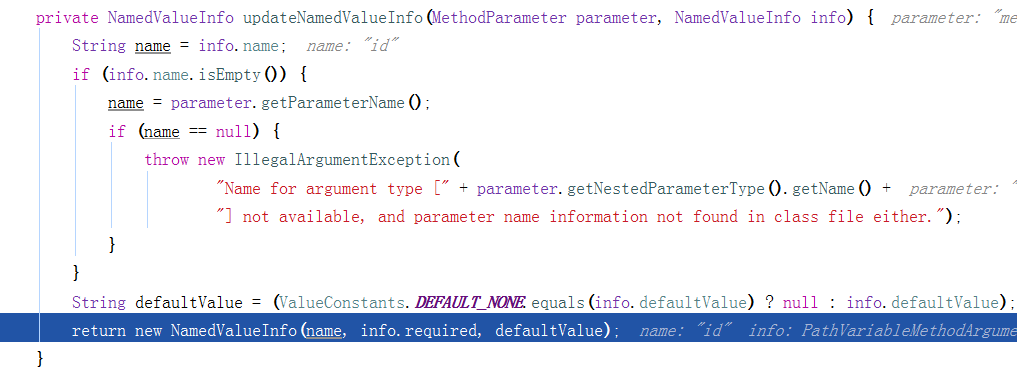 private NamedValueInfo updateNamedValueInfo(MethodParameter parameter, NamedValueInfo info) { parameter: "me
String name = info.name; name: "id"
if (info.name.isEmpty()) {
name = parameter.getParameterName();
if (name == null) {
throw new IllegalArgumentException(
"Name for argument type [" + parameter.getNestedParameterType().getName() + parameter: "
"] not available, and parameter name information not found in class file either.");
}
}
String defaultValue = (ValueConstants.DEFAULT_NONE.equals(info.defaultValue) ? null : info.defaultValue);
return new NamedValueInfo(name, info.required, defaultValue); name: "id" info: PathVariableMethodArgume
}